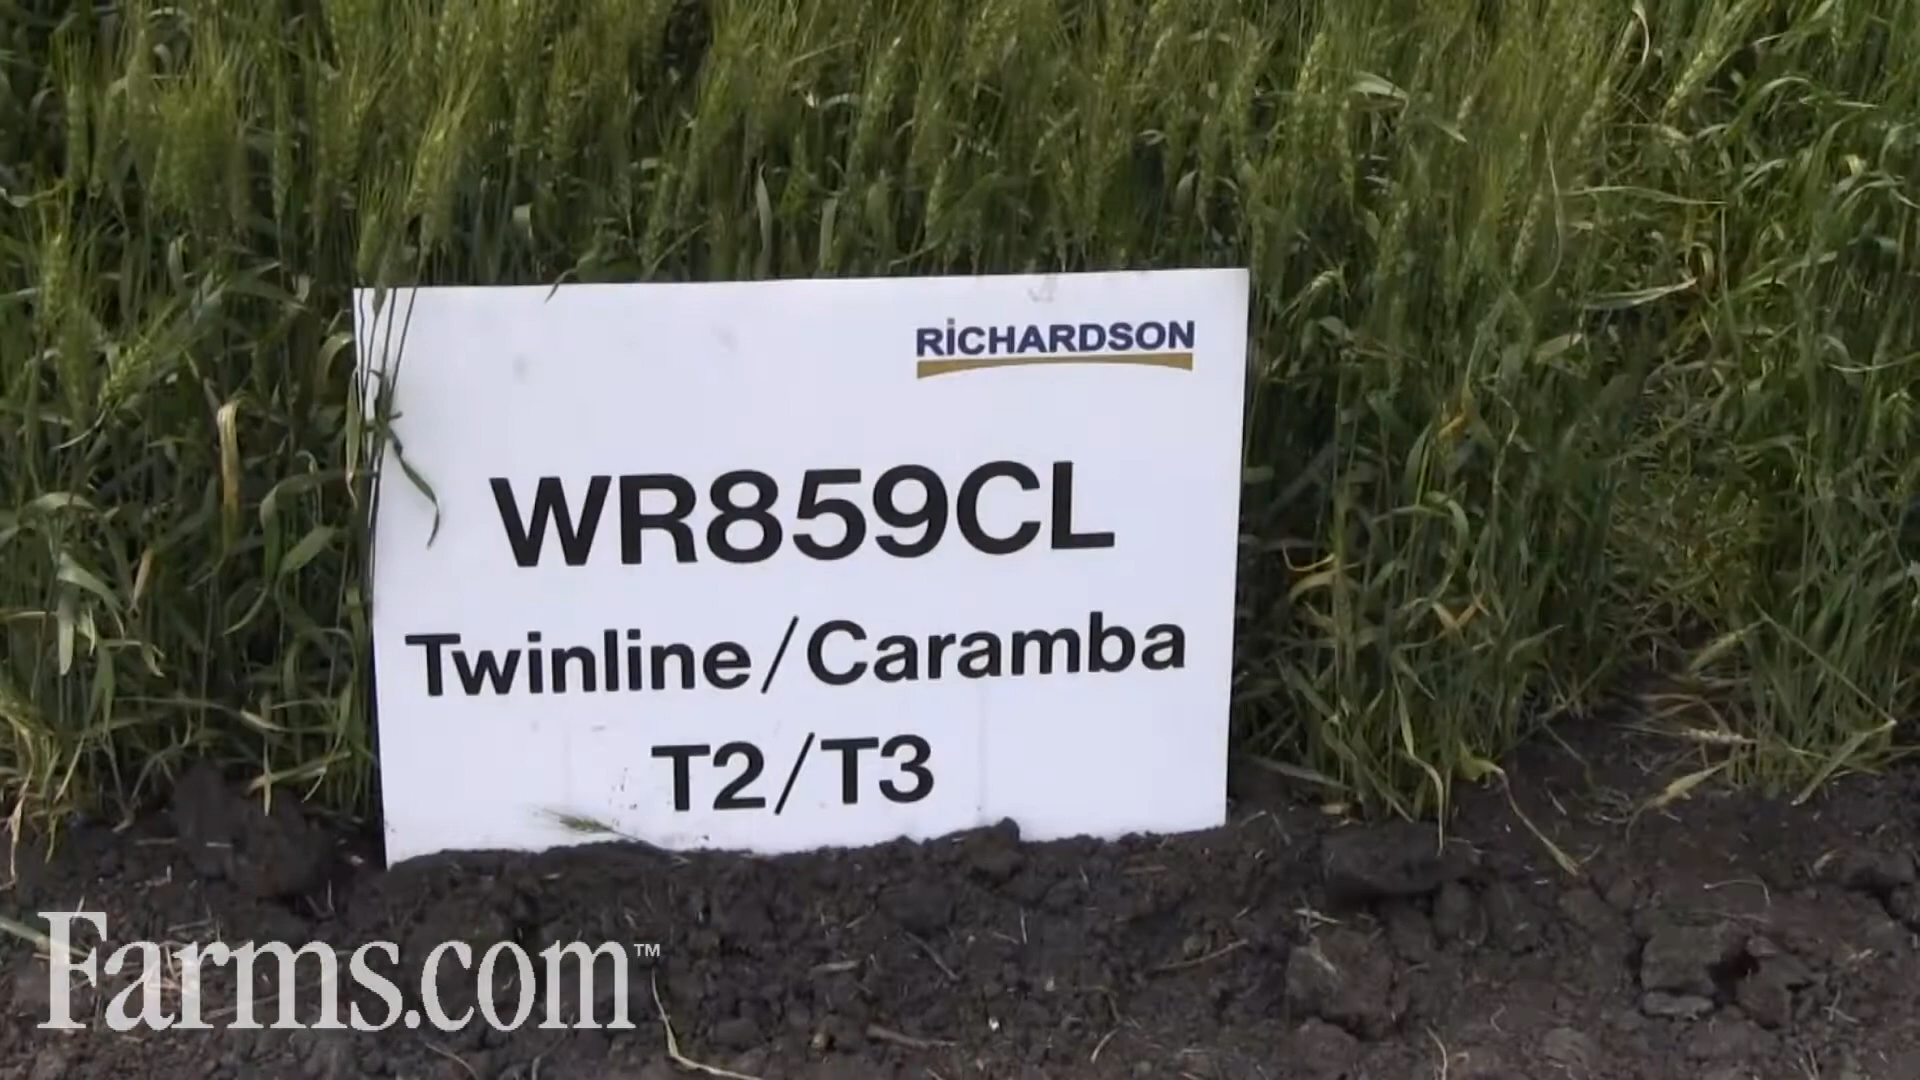 RiCHARDSON
WR859CL
Twinline/Caramba
T2/T3
Farms.com™